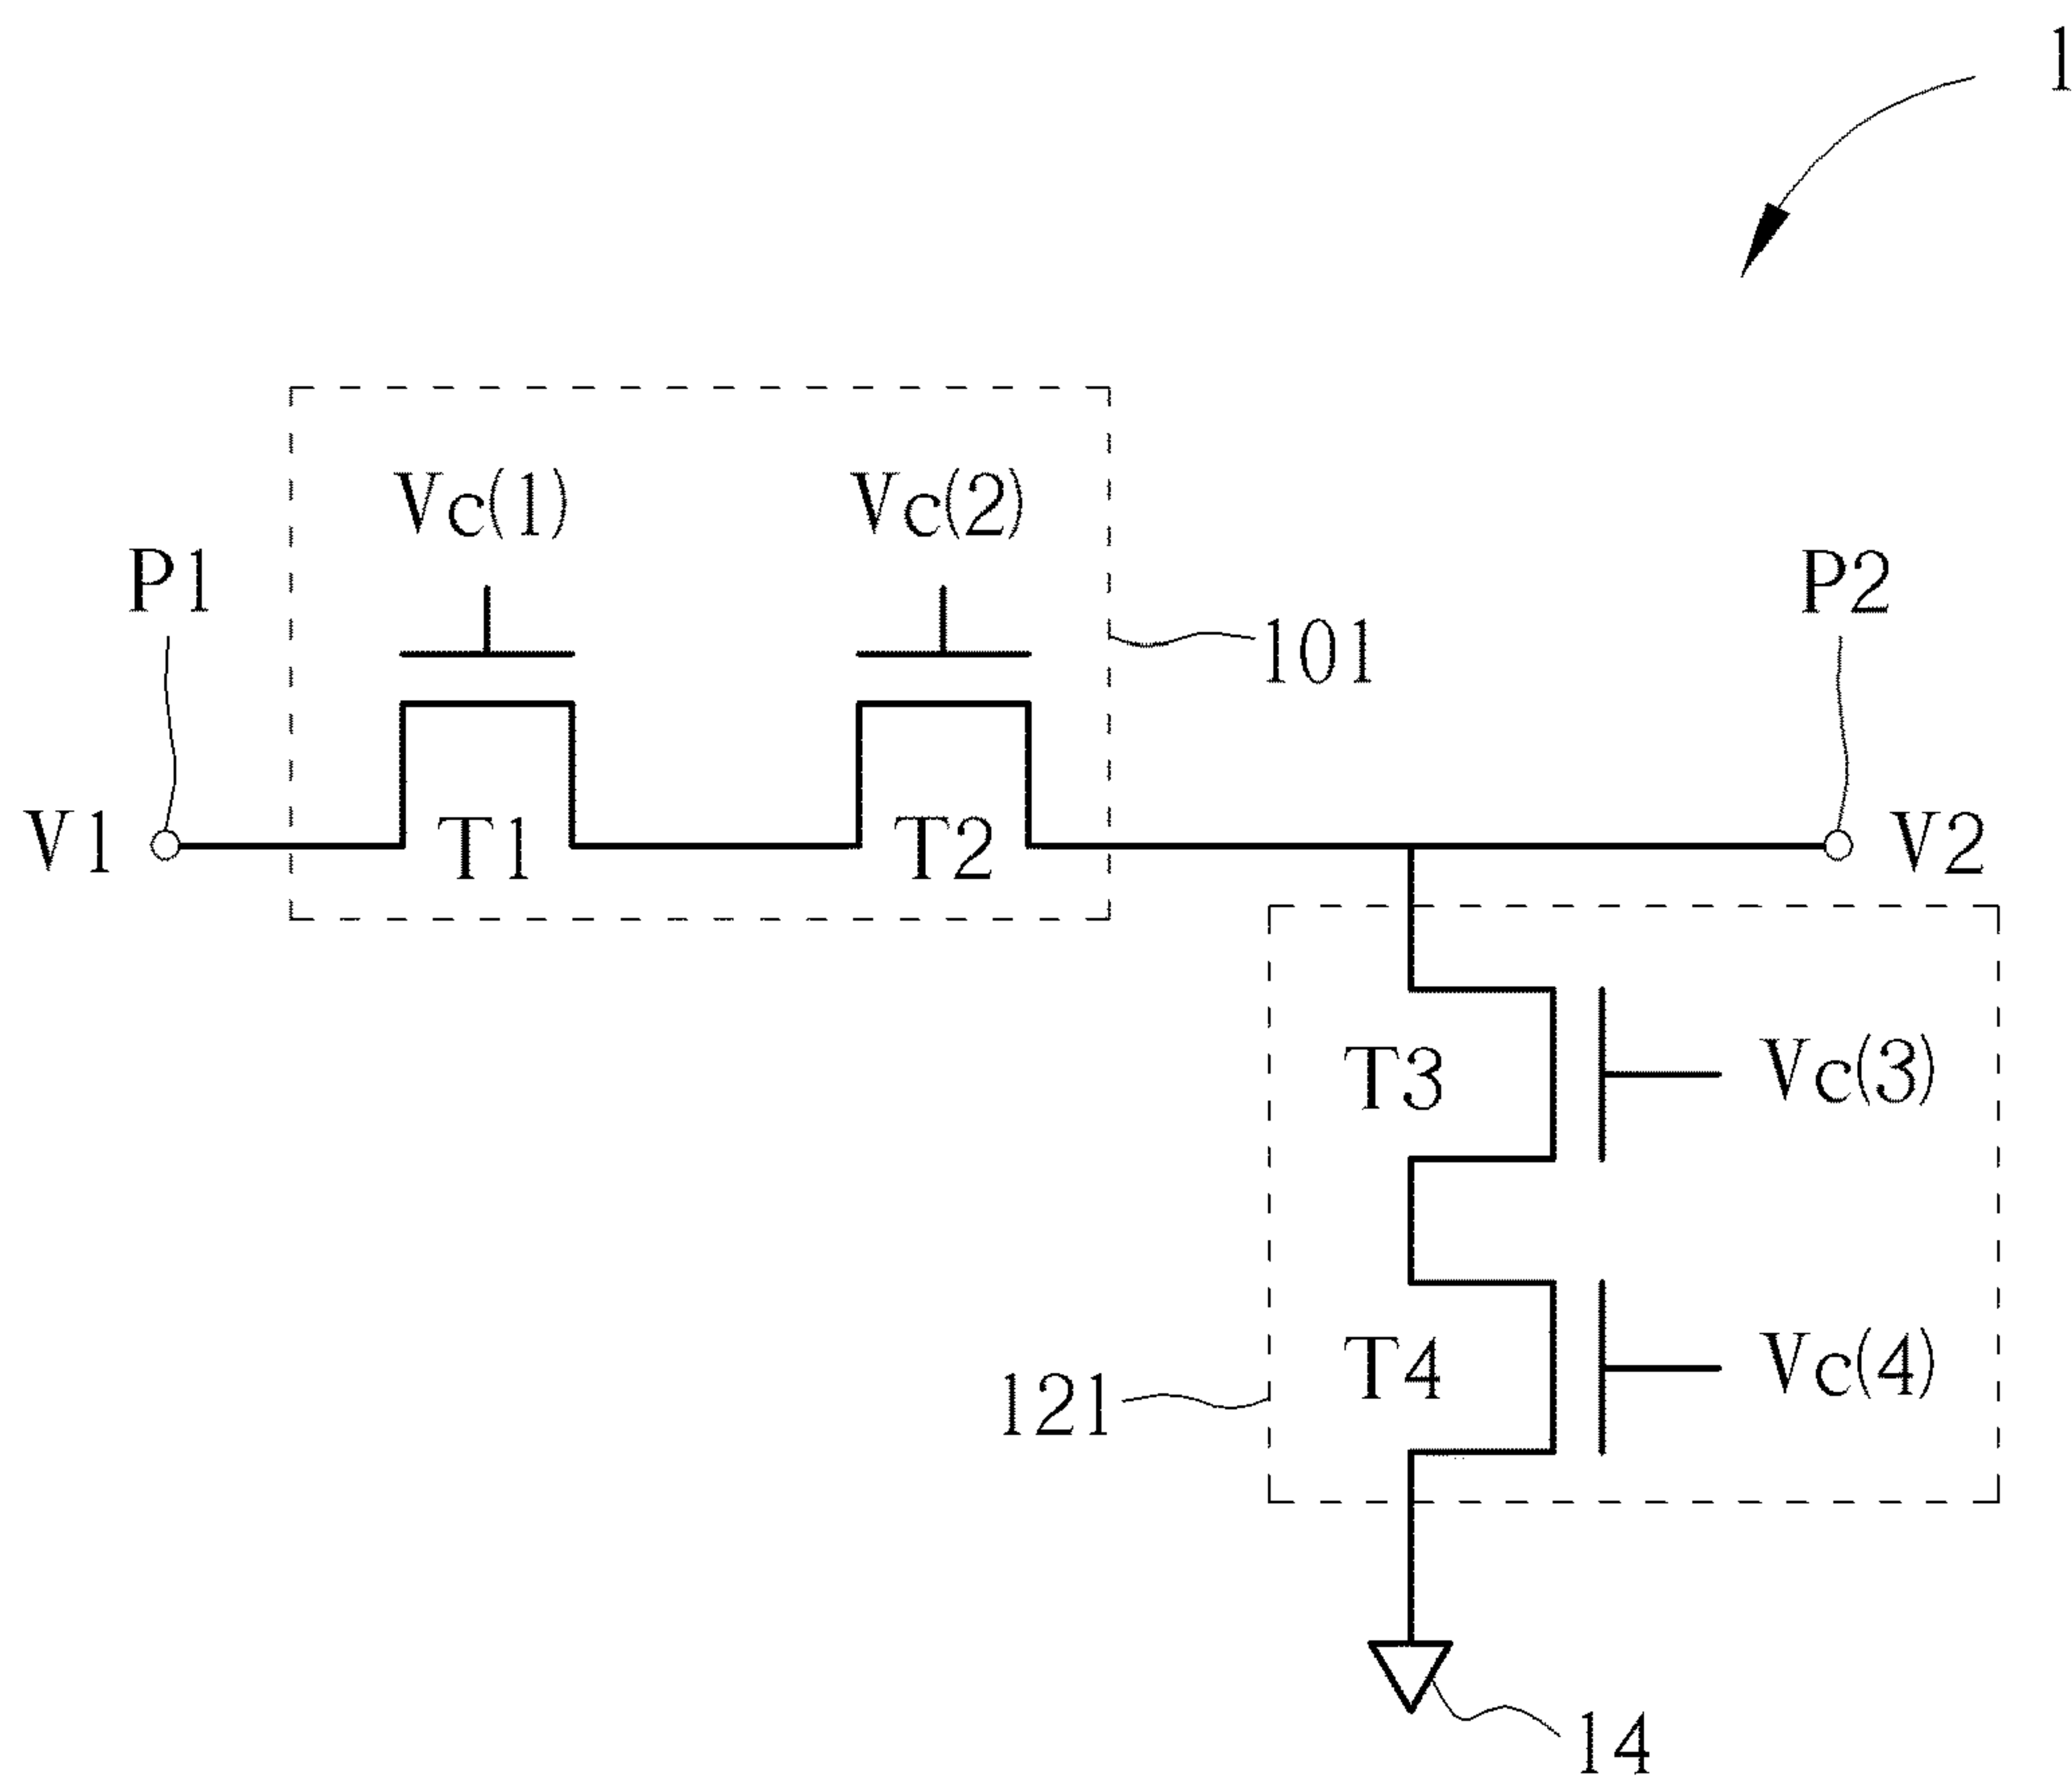 1
Vc(1)
Vc(2)
P1
P2
101
V1
T1
T2
V2
T3
Vc(3)
T4
Vc(4)
121
14